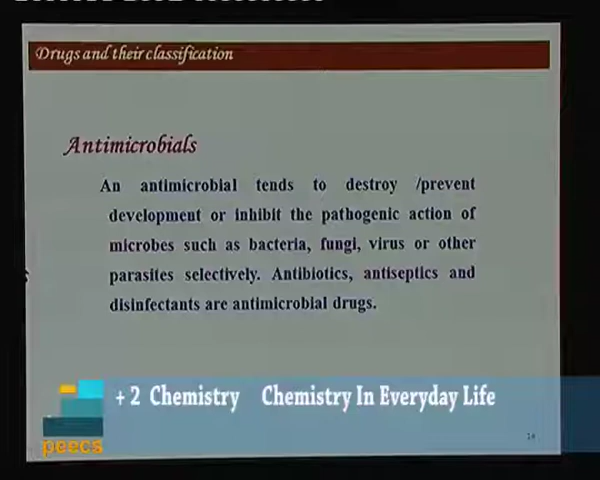 Drugs and their classification
Antimicrobials
An antimicrobial tends to destroy /prevent
development or inhibit the pathogenic action of
microbes such as bacteria, fungi, virus or other
parasites selectively. Antibiotics, antiseptics and
disinfectants are antimicrobial drugs.
+2 Chemistry Chemistry In Everyday Life
peecs